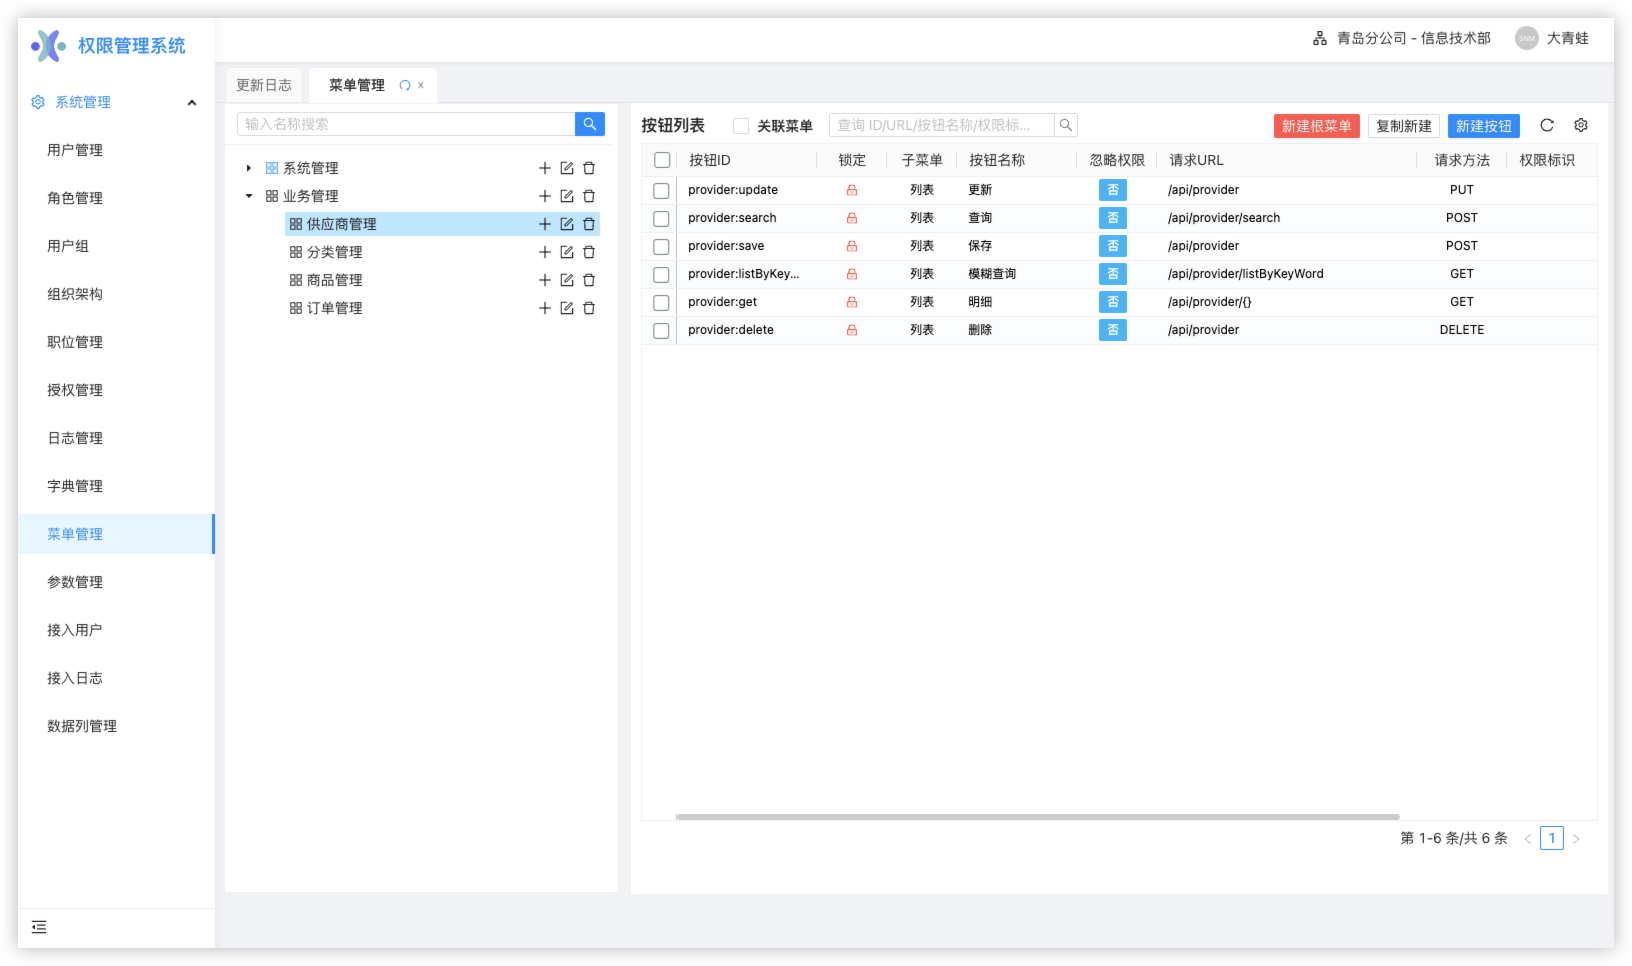 权限管理系统
青岛分公司 - 信息技术部
SNM
大青蛙
系统管理
用户管理
角色管理
用户组
组织架构
职位管理
授权管理
日志管理
字典管理
菜单管理
参数管理
接入用户
接入日志
数据列管理
更新日志
菜单管理
×
输入名称搜索
系统管理
业务管理
供应商管理
分类管理
商品管理
订单管理
按钮列表
关联菜单
查询 ID/URL/按钮名称/权限标...
新建根菜单
复制新建
新建按钮
按钮ID 锁定 子菜单 按钮名称 忽略权限 请求URL 请求方法 权限标识
provider:update 列表 更新 否 /api/provider PUT
provider:search 列表 查询 否 /api/provider/search POST
provider:save 列表 保存 否 /api/provider POST
provider:listByKey... 列表 模糊查询 否 /api/provider/listByKeyWord GET
provider:get 列表 明细 否 /api/provider/{} GET
provider:delete 列表 删除 否 /api/provider DELETE
第 1-6 条/共 6 条 < 1 >